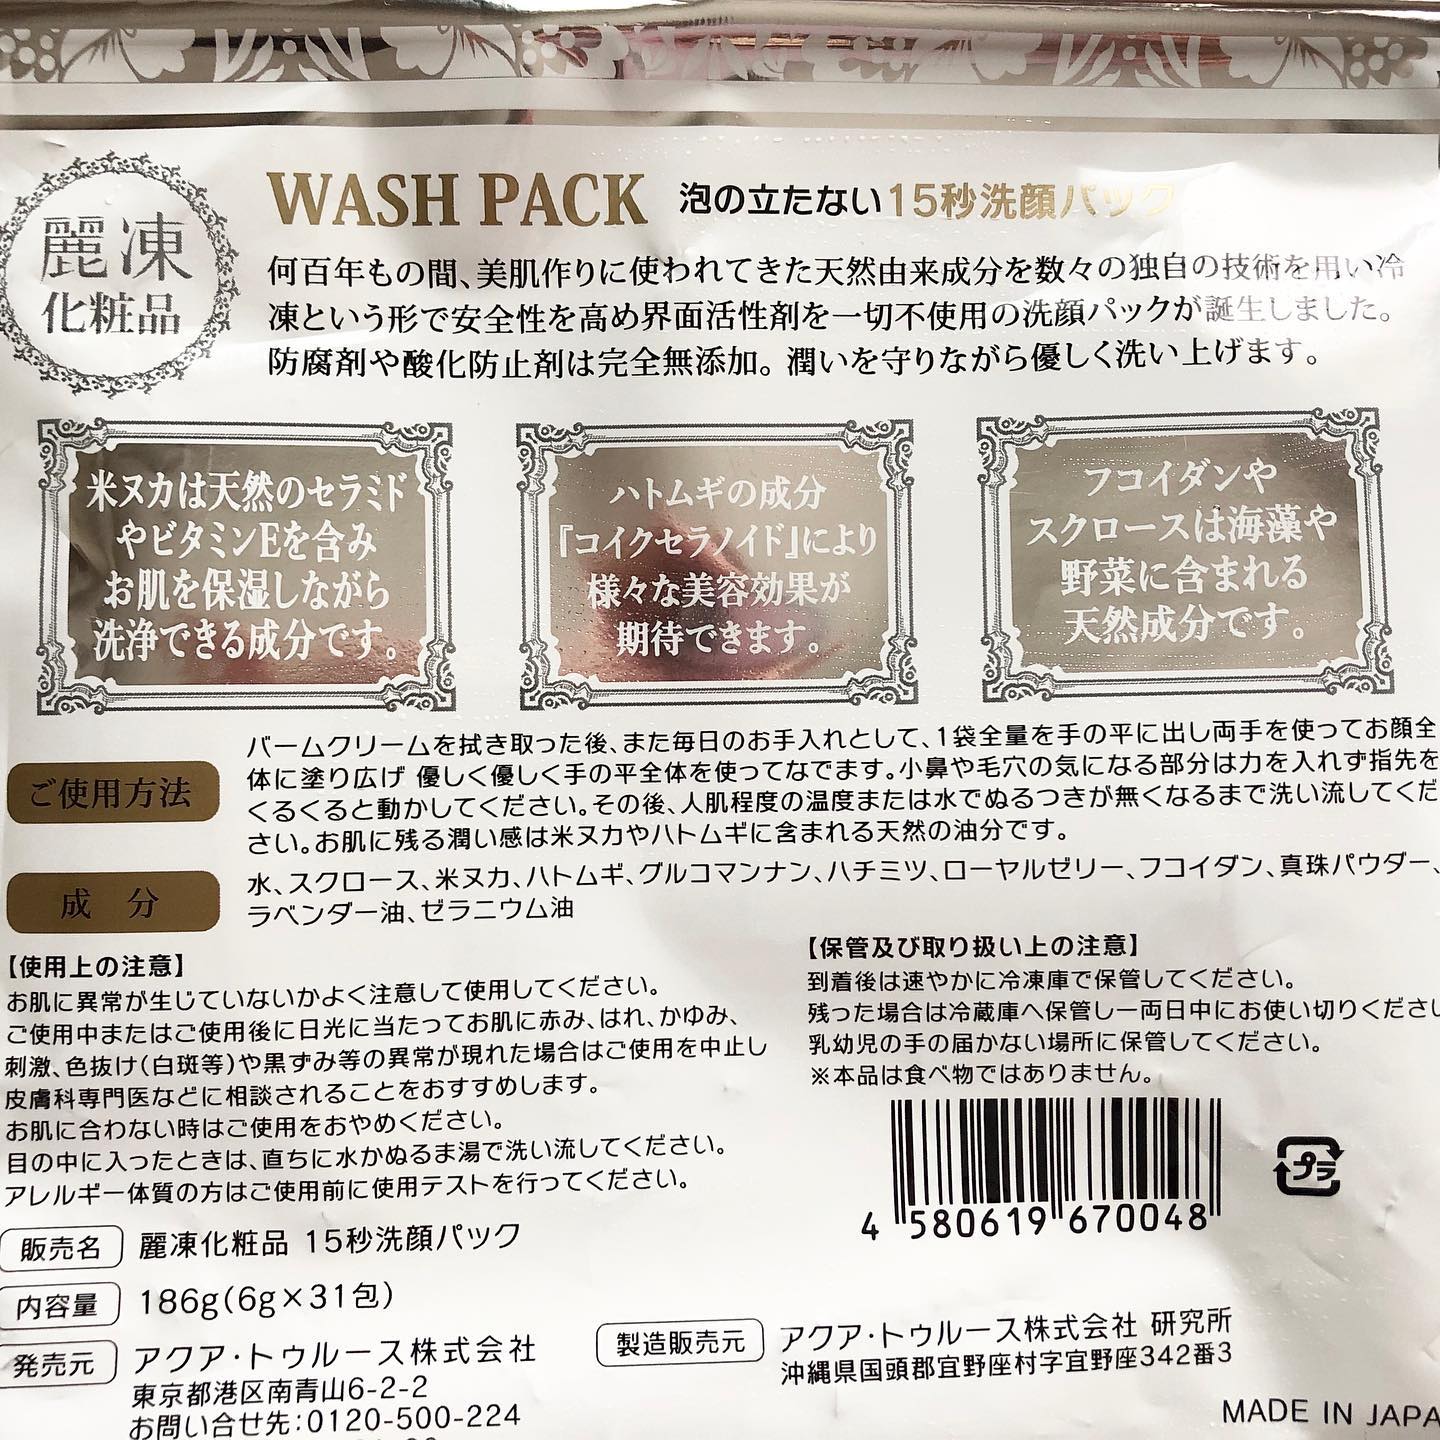 麗凍
化粧品
WASH PACK 泡の立たない15秒洗顔パック
何百年もの間、美肌作りに使われてきた天然由来成分を数々の独自の技術を用い冷
凍という形で安全性を高め界面活性剤を一切不使用の洗顔パックが誕生しました。
防腐剤や酸化防止剤は完全無添加。潤いを守りながら優しく洗い上げます。
米ヌカは天然のセラミド
やビタミンEを含み
お肌を保湿しながら
洗浄できる成分です。
ハトムギの成分
『コイクセラノイド』により
様々な美容効果が
期待できます。
フコイダンや
スクロースは海藻や
野菜に含まれる
天然成分です。
ご使用方法
バームクリームを拭き取った後、また毎日のお手入れとして、1袋全量を手の平に出し両手を使ってお顔全
体に塗り広げ 優しく優しく手の平全体を使ってなでます。小鼻や毛穴の気になる部分は力を入れず指先を
くるくると動かしてください。その後、人肌程度の温度または水でぬるつきが無くなるまで洗い流してくだ
さい。お肌に残る潤い感は米ヌカやハトムギに含まれる天然の油分です。
成 分
水、スクロース、米ヌカ、ハトムギ、グルコマンナン、ハチミツ、ローヤルゼリー、フコイダン、真珠パウダー、
ラベンダー油、ゼラニウム油
【使用上の注意】
お肌に異常が生じていないかよく注意して使用してください。
ご使用中またはご使用後に日光に当たってお肌に赤み、はれ、かゆみ、
刺激、色抜け(白斑等)や黒ずみ等の異常が現れた場合はご使用を中止し
皮膚科専門医などに相談されることをおすすめします。
お肌に合わない時はご使用をおやめください。
目の中に入ったときは、直ちに水かぬるま湯で洗い流してください。
アレルギー体質の方はご使用前に使用テストを行ってください。
【保管及び取り扱い上の注意】
到着後は速やかに冷凍庫で保管してください。
残った場合は冷蔵庫へ保管し一両日中にお使い切りください
乳幼児の手の届かない場所に保管してください。
※本品は食べ物ではありません。
4 580619 670048
プラ
販売名 麗凍化粧品 15秒洗顔パック
内容量 186g(6g×31包)
発売元 アクア・トゥルース株式会社
東京都港区南青山6-2-2
お問い合せ先:0120-500-224
製造販売元 アクア・トゥルース株式会社 研究所
沖縄県国頭郡宜野座村字宜野座342番3
MADE IN JAPA